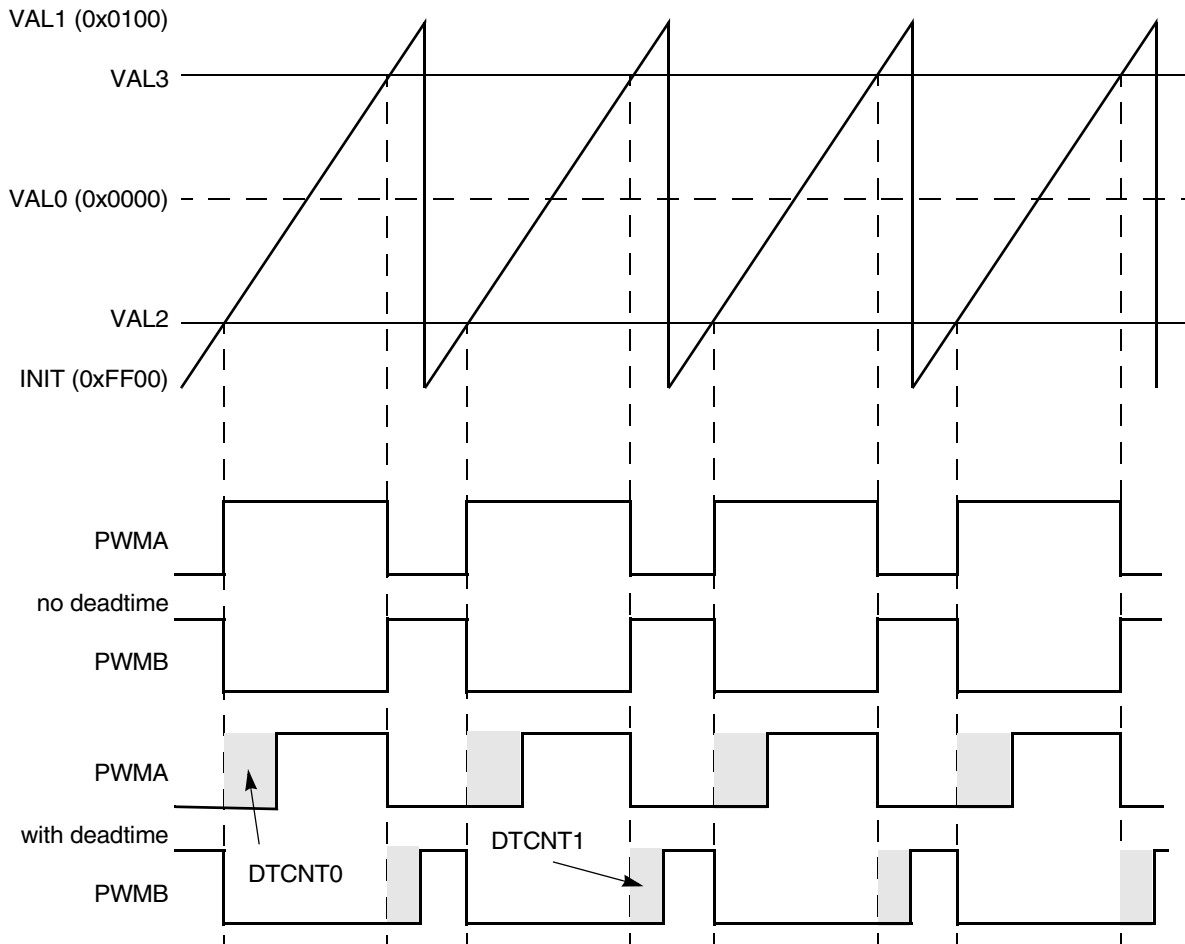 VAL1 (0x0100)
VAL3
VAL0 (0x0000)
VAL2
INIT (0xFF00)
PWMA
no deadtime
PWMB
PWMA
with deadtime
DTCNT1
DTCNT0
PWMB